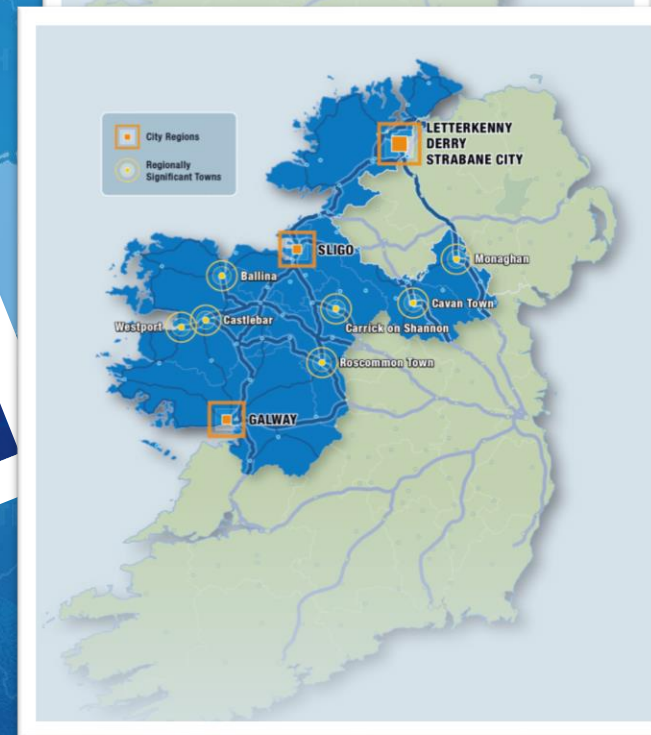 City Regions
Regionally
Significant Towns
LETTERKENNY
DERRY
STRABANE CITY
SLIGO
Monaghan
Ballina
Cavan Town
Westport
Castlebar
Carrick on Shannon
Roscommon Town
GALWAY